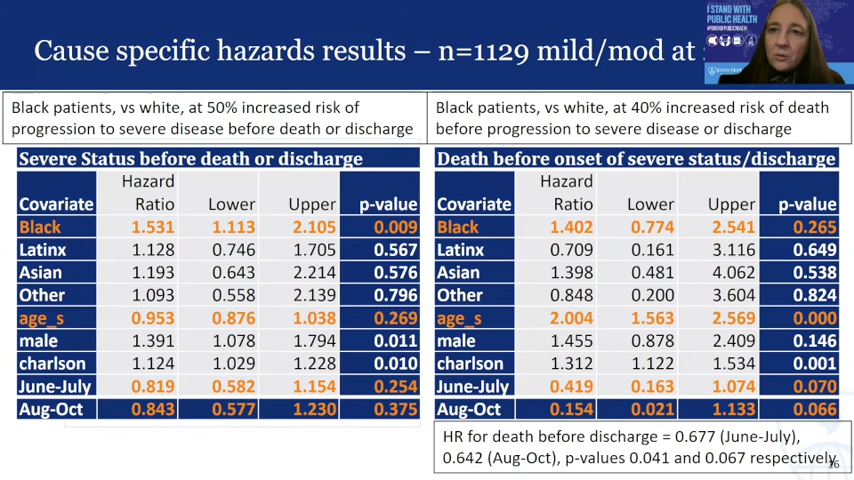 Cause specific hazards results – n=1129 mild/mod at
I STAND WITH
PUBLIC HEALTH
Black patients, vs white, at 50% increased risk of
progression to severe disease before death or discharge
Black patients, vs white, at 40% increased risk of death
before progression to severe disease or discharge
Severe Status before death or discharge
Covariate Hazard Ratio Lower Upper p-value
Black 1.531 1.113 2.105 0.009
Latinx 1.128 0.746 1.705 0.567
Asian 1.193 0.643 2.214 0.576
Other 1.093 0.558 2.139 0.796
age_s 0.953 0.876 1.038 0.269
male 1.391 1.078 1.794 0.011
charlson 1.124 1.029 1.228 0.010
June-July 0.819 0.582 1.154 0.254
Aug-Oct 0.843 0.577 1.230 0.375
Death before onset of severe status/discharge
Covariate Hazard Ratio Lower Upper p-value
Black 1.402 0.774 2.541 0.265
Latinx 0.709 0.161 3.116 0.649
Asian 1.398 0.481 4.062 0.538
Other 0.848 0.200 3.604 0.824
age_s 2.004 1.563 2.569 0.000
male 1.455 0.878 2.409 0.146
charlson 1.312 1.122 1.534 0.001
June-July 0.419 0.163 1.074 0.070
Aug-Oct 0.154 0.021 1.133 0.066
HR for death before discharge = 0.677 (June-July),
0.642 (Aug-Oct), p-values 0.041 and 0.067 respectively
16